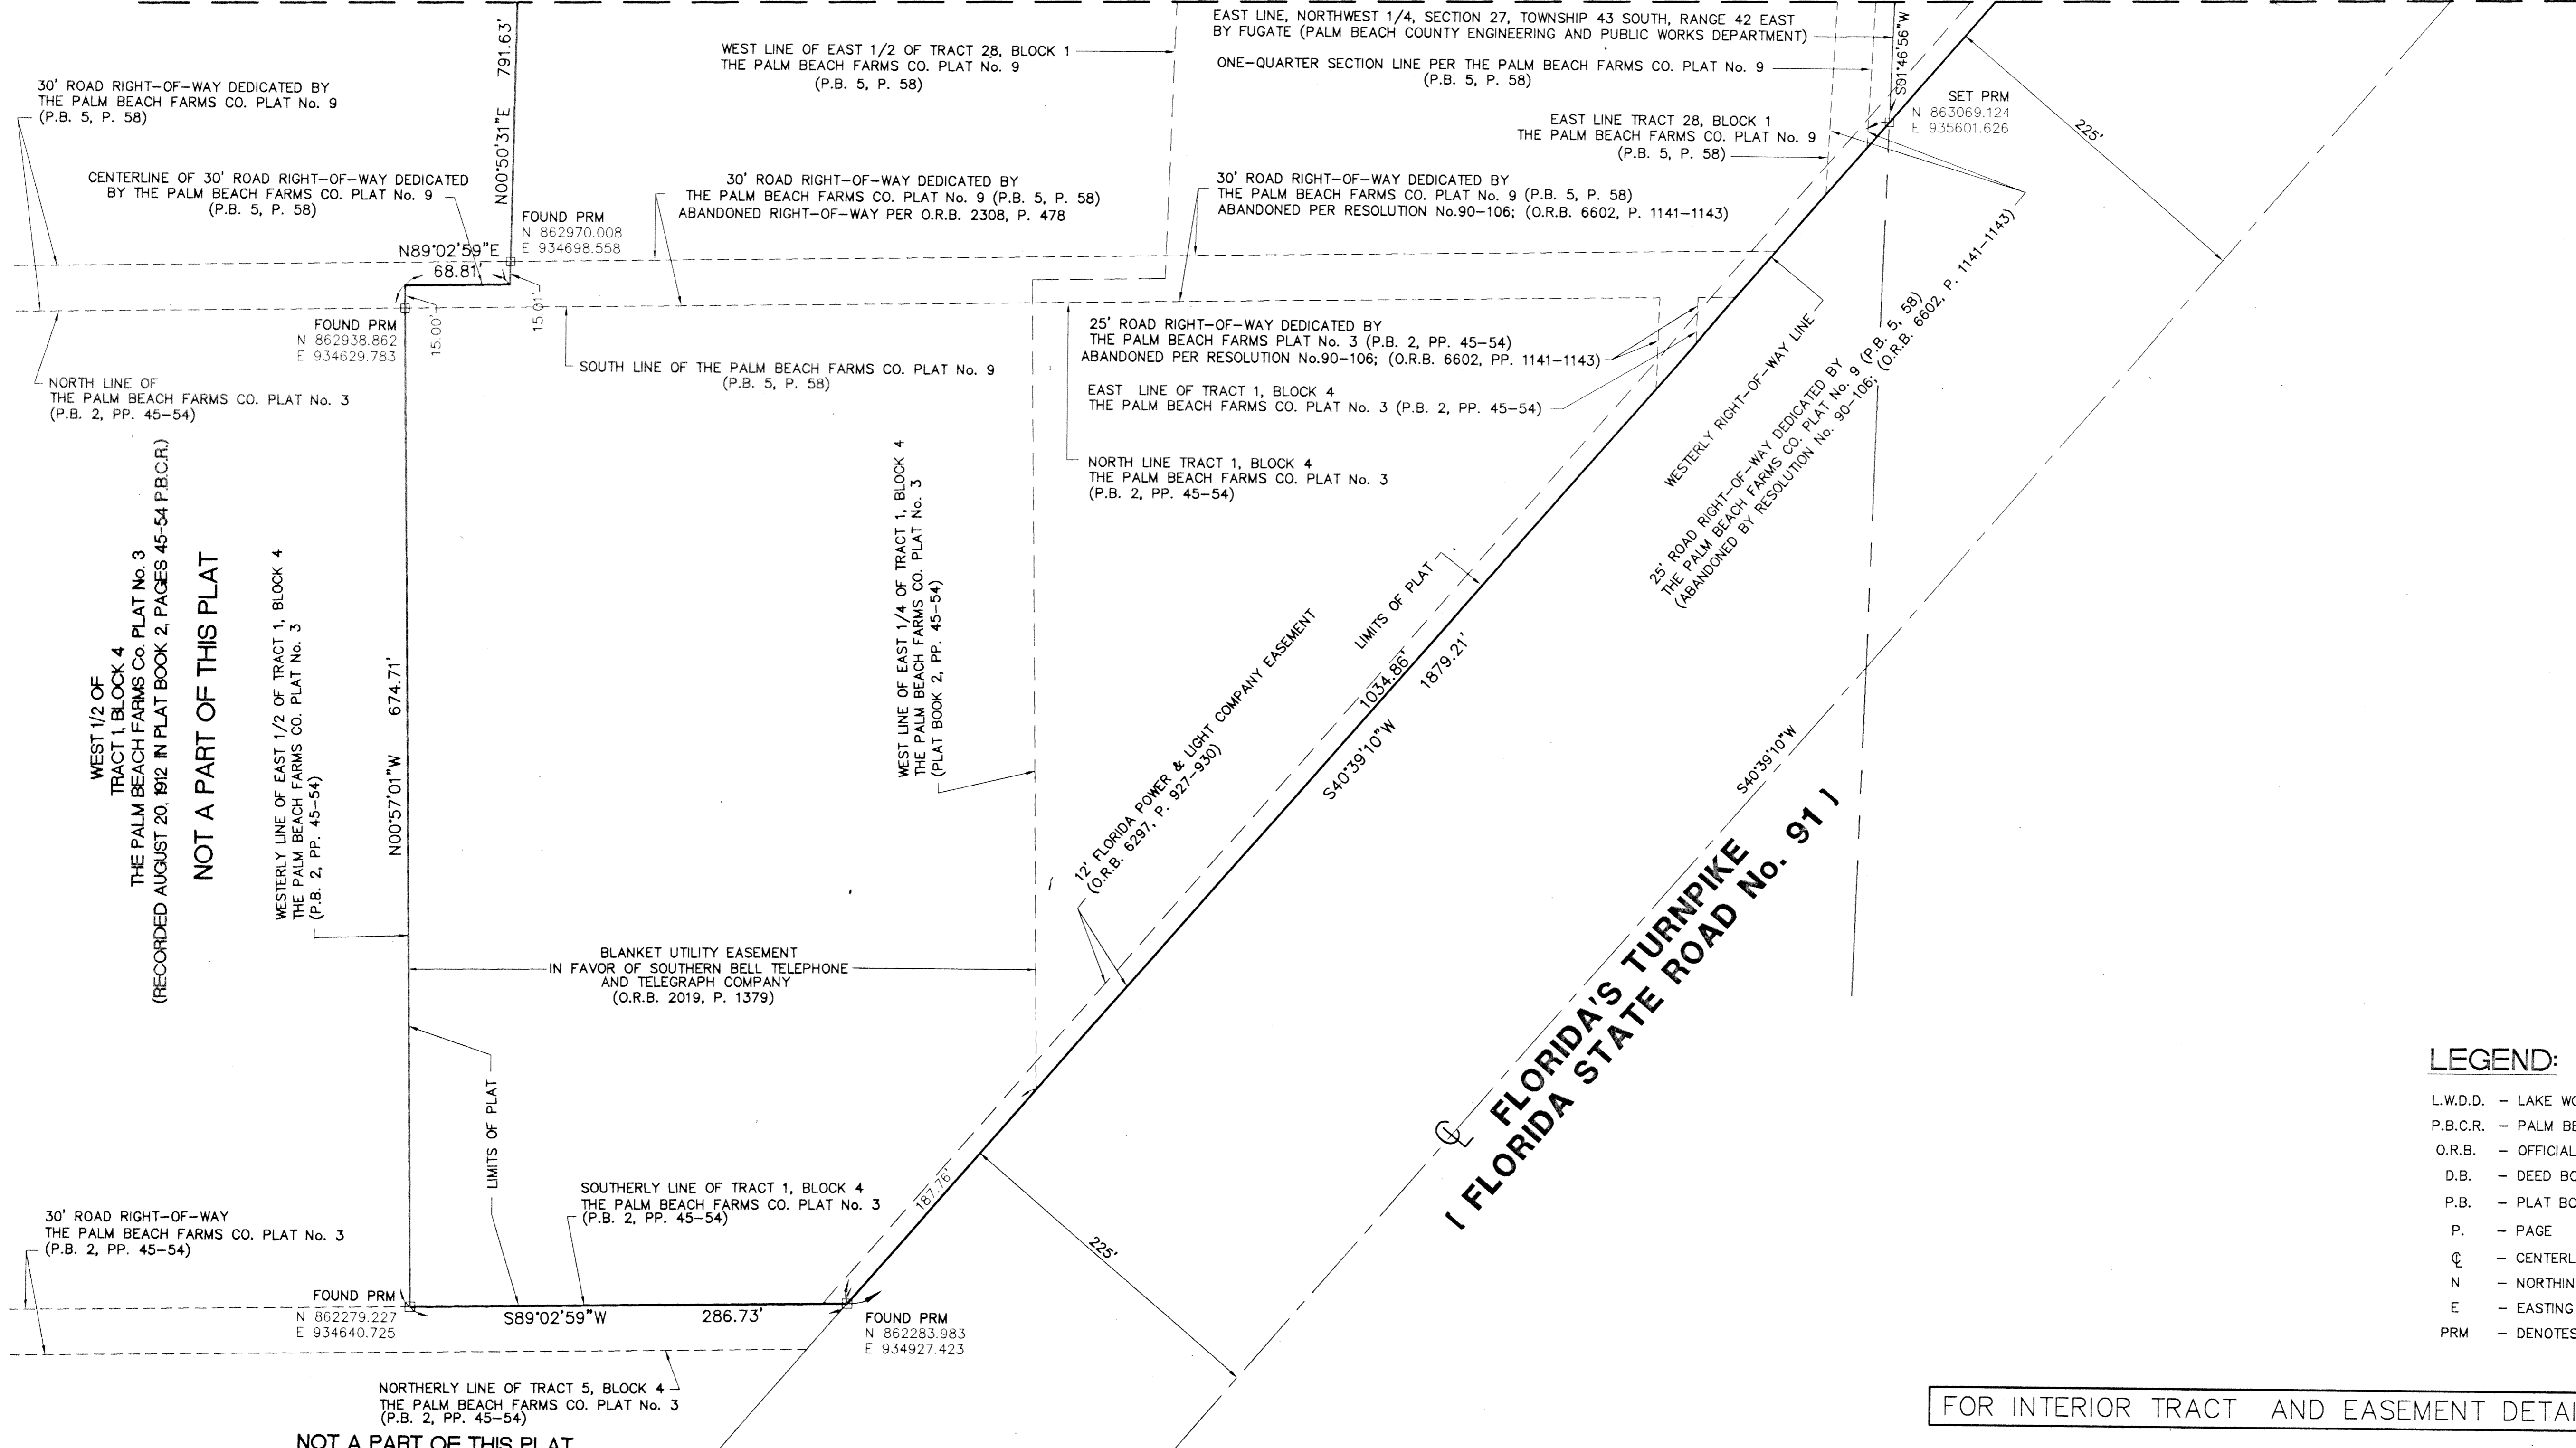 791.63'
N00°50'31"E
WEST LINE OF EAST 1/2 OF TRACT 28, BLOCK 1
THE PALM BEACH FARMS CO. PLAT No. 9
(P.B. 5, P. 58)
EAST LINE, NORTHWEST 1/4, SECTION 27, TOWNSHIP 43 SOUTH, RANGE 42 EAST
BY FUGATE (PALM BEACH COUNTY ENGINEERING AND PUBLIC WORKS DEPARTMENT)
ONE-QUARTER SECTION LINE PER THE PALM BEACH FARMS CO. PLAT No. 9
(P.B. 5, P. 58)
S01°46'56"W
SET PRM
N 863069.124
E 935601.626
225'
EAST LINE TRACT 28, BLOCK 1
THE PALM BEACH FARMS CO. PLAT No. 9
(P.B. 5, P. 58)
30' ROAD RIGHT-OF-WAY DEDICATED BY
THE PALM BEACH FARMS CO. PLAT No. 9
(P.B. 5, P. 58)
CENTERLINE OF 30' ROAD RIGHT-OF-WAY DEDICATED
BY THE PALM BEACH FARMS CO. PLAT No. 9
(P.B. 5, P. 58)
FOUND PRM
N 862970.008
E 934698.558
30' ROAD RIGHT-OF-WAY DEDICATED BY
THE PALM BEACH FARMS CO. PLAT No. 9 (P.B. 5, P. 58)
ABANDONED RIGHT-OF-WAY PER O.R.B. 2308, P. 478
30' ROAD RIGHT-OF-WAY DEDICATED BY
THE PALM BEACH FARMS CO. PLAT No. 9 (P.B. 5, P. 58)
ABANDONED PER RESOLUTION No.90-106; (O.R.B. 6602, P. 1141-1143)
N89°02'59"E
68.81'
15.00'
15.01'
FOUND PRM
N 862938.862
E 934629.783
NORTH LINE OF
THE PALM BEACH FARMS CO. PLAT No. 3
(P.B. 2, PP. 45-54)
SOUTH LINE OF THE PALM BEACH FARMS CO. PLAT No. 9
(P.B. 5, P. 58)
25' ROAD RIGHT-OF-WAY DEDICATED BY
THE PALM BEACH FARMS PLAT No. 3 (P.B. 2, PP. 45-54)
ABANDONED PER RESOLUTION No.90-106; (O.R.B. 6602, PP. 1141-1143)
EAST LINE OF TRACT 1, BLOCK 4
THE PALM BEACH FARMS CO. PLAT No. 3 (P.B. 2, PP. 45-54)
NORTH LINE TRACT 1, BLOCK 4
THE PALM BEACH FARMS CO. PLAT No. 3
(P.B. 2, PP. 45-54)
WESTERLY RIGHT-OF-WAY LINE
25' ROAD RIGHT-OF-WAY DEDICATED BY
THE PALM BEACH FARMS CO. PLAT No. 9 (P.B. 5, 58)
(ABANDONED BY RESOLUTION No. 90-106; (O.R.B. 6602, P. 1141-1143)
WEST 1/2 OF
TRACT 1, BLOCK 4
THE PALM BEACH FARMS Co. PLAT No. 3
(RECORDED AUGUST 20, 1912 IN PLAT BOOK 2, PAGES 45-54 P.B.C.R.)
NOT A PART OF THIS PLAT
WESTERLY LINE OF EAST 1/2 OF TRACT 1, BLOCK 4
THE PALM BEACH FARMS CO. PLAT No. 3
(P.B. 2, PP. 45-54)
N00°57'01"W 674.71'
WEST LINE OF EAST 1/4 OF TRACT 1, BLOCK 4
THE PALM BEACH FARMS CO. PLAT No. 3
(PLAT BOOK 2, PP. 45-54)
12' FLORIDA POWER & LIGHT COMPANY EASEMENT
(O.R.B. 6297, P. 927-930)
LIMITS OF PLAT
1034.86'
1879.21'
S40°39'10"W
S40°39'10"W
FLORIDA'S TURNPIKE
( FLORIDA STATE ROAD No. 91 )
BLANKET UTILITY EASEMENT
IN FAVOR OF SOUTHERN BELL TELEPHONE
AND TELEGRAPH COMPANY
(O.R.B. 2019, P. 1379)
LIMITS OF PLAT
SOUTHERLY LINE OF TRACT 1, BLOCK 4
THE PALM BEACH FARMS CO. PLAT No. 3
(P.B. 2, PP. 45-54)
187.76'
225'
30' ROAD RIGHT-OF-WAY
THE PALM BEACH FARMS CO. PLAT No. 3
(P.B. 2, PP. 45-54)
FOUND PRM
N 862279.227
E 934640.725
S89°02'59"W 286.73'
FOUND PRM
N 862283.983
E 934927.423
NORTHERLY LINE OF TRACT 5, BLOCK 4
THE PALM BEACH FARMS CO. PLAT No. 3
(P.B. 2, PP. 45-54)
NOT A PART OF THIS PLAT
LEGEND:
L.W.D.D. - LAKE WO
P.B.C.R. - PALM BE
O.R.B. - OFFICIAL
D.B. - DEED BO
P.B. - PLAT BO
P. - PAGE
℄ - CENTERL
N - NORTHIN
E - EASTING
PRM - DENOTES
FOR INTERIOR TRACT AND EASEMENT DETAI